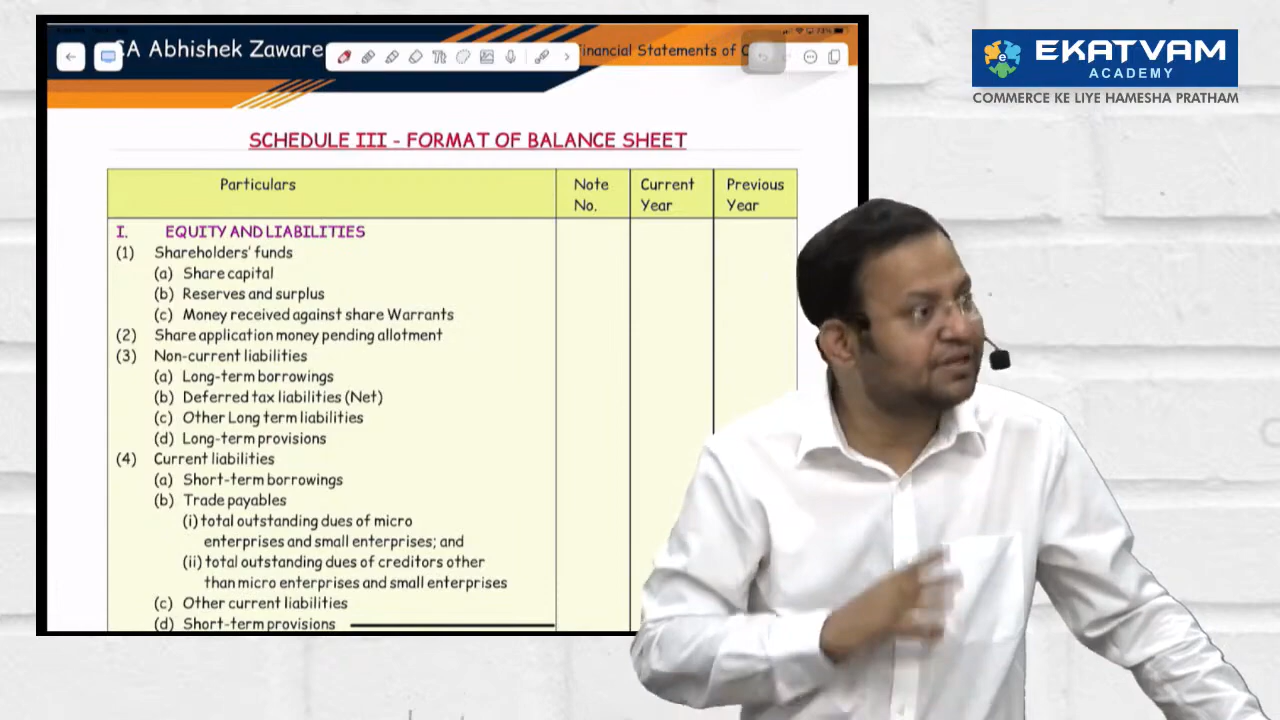 CA Abhishek Zaware
Financial Statements of C
EKATVAM
ACADEMY
COMMERCE KE LIYE HAMESHA PRATHAM
SCHEDULE III - FORMAT OF BALANCE SHEET
Particulars Note No. Current Year Previous Year
I. EQUITY AND LIABILITIES
(1) Shareholders' funds
(a) Share capital
(b) Reserves and surplus
(c) Money received against share Warrants
(2) Share application money pending allotment
(3) Non-current liabilities
(a) Long-term borrowings
(b) Deferred tax liabilities (Net)
(c) Other Long term liabilities
(d) Long-term provisions
(4) Current liabilities
(a) Short-term borrowings
(b) Trade payables
(i) total outstanding dues of micro
enterprises and small enterprises; and
(ii) total outstanding dues of creditors other
than micro enterprises and small enterprises
(c) Other current liabilities
(d) Short-term provisions